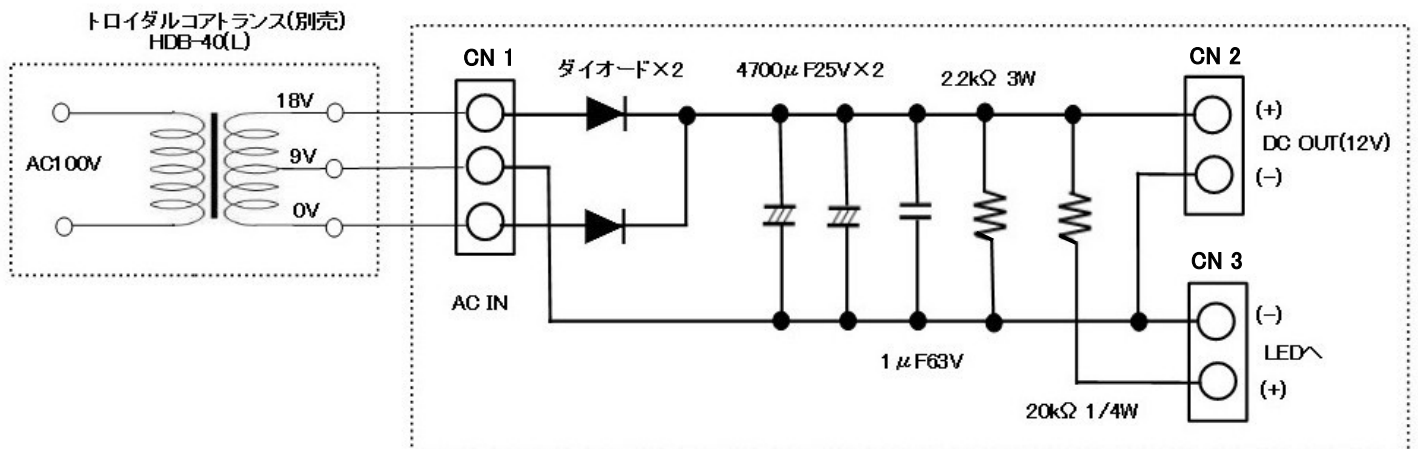 トロイダルコアトランス(別売)
HDB-40(L)
AC100V
18V
9V
0V
CN 1
AC IN
ダイオード×2
4700μF25V×2
2.2kΩ 3W
1μF63V
20kΩ 1/4W
CN 2
(+)
DC OUT(12V)
(-)
CN 3
(-)
LEDへ
(+)